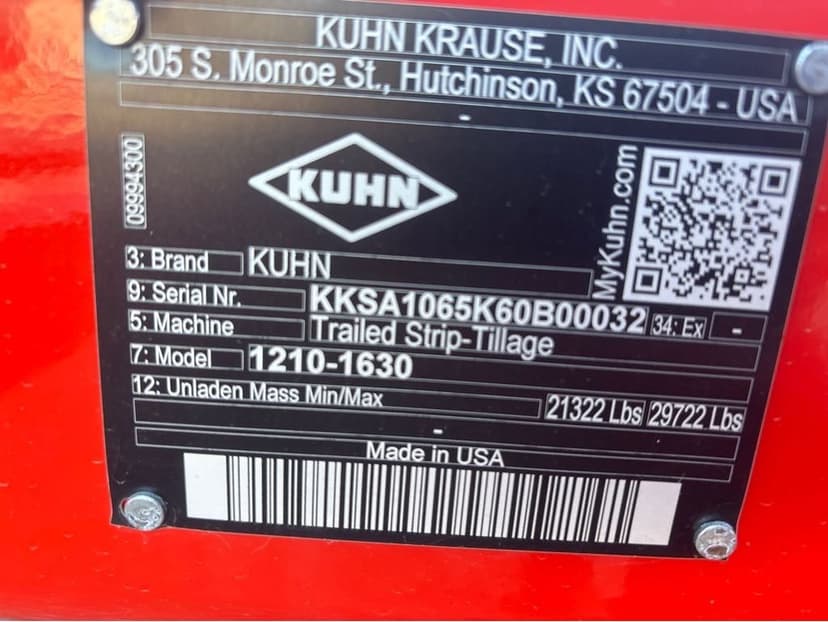 KUHN KRAUSE, INC.
305 S. Monroe St., Hutchinson, KS 67504 - USA
-
09994300
KUHN
MyKuhn.com
3: Brand KUHN
9: Serial Nr. KKSA1065K60B00032 34: Ex -
5: Machine Trailed Strip-Tillage
7: Model 1210-1630
12: Unladen Mass Min/Max 21322 Lbs 29722 Lbs
-
Made in USA